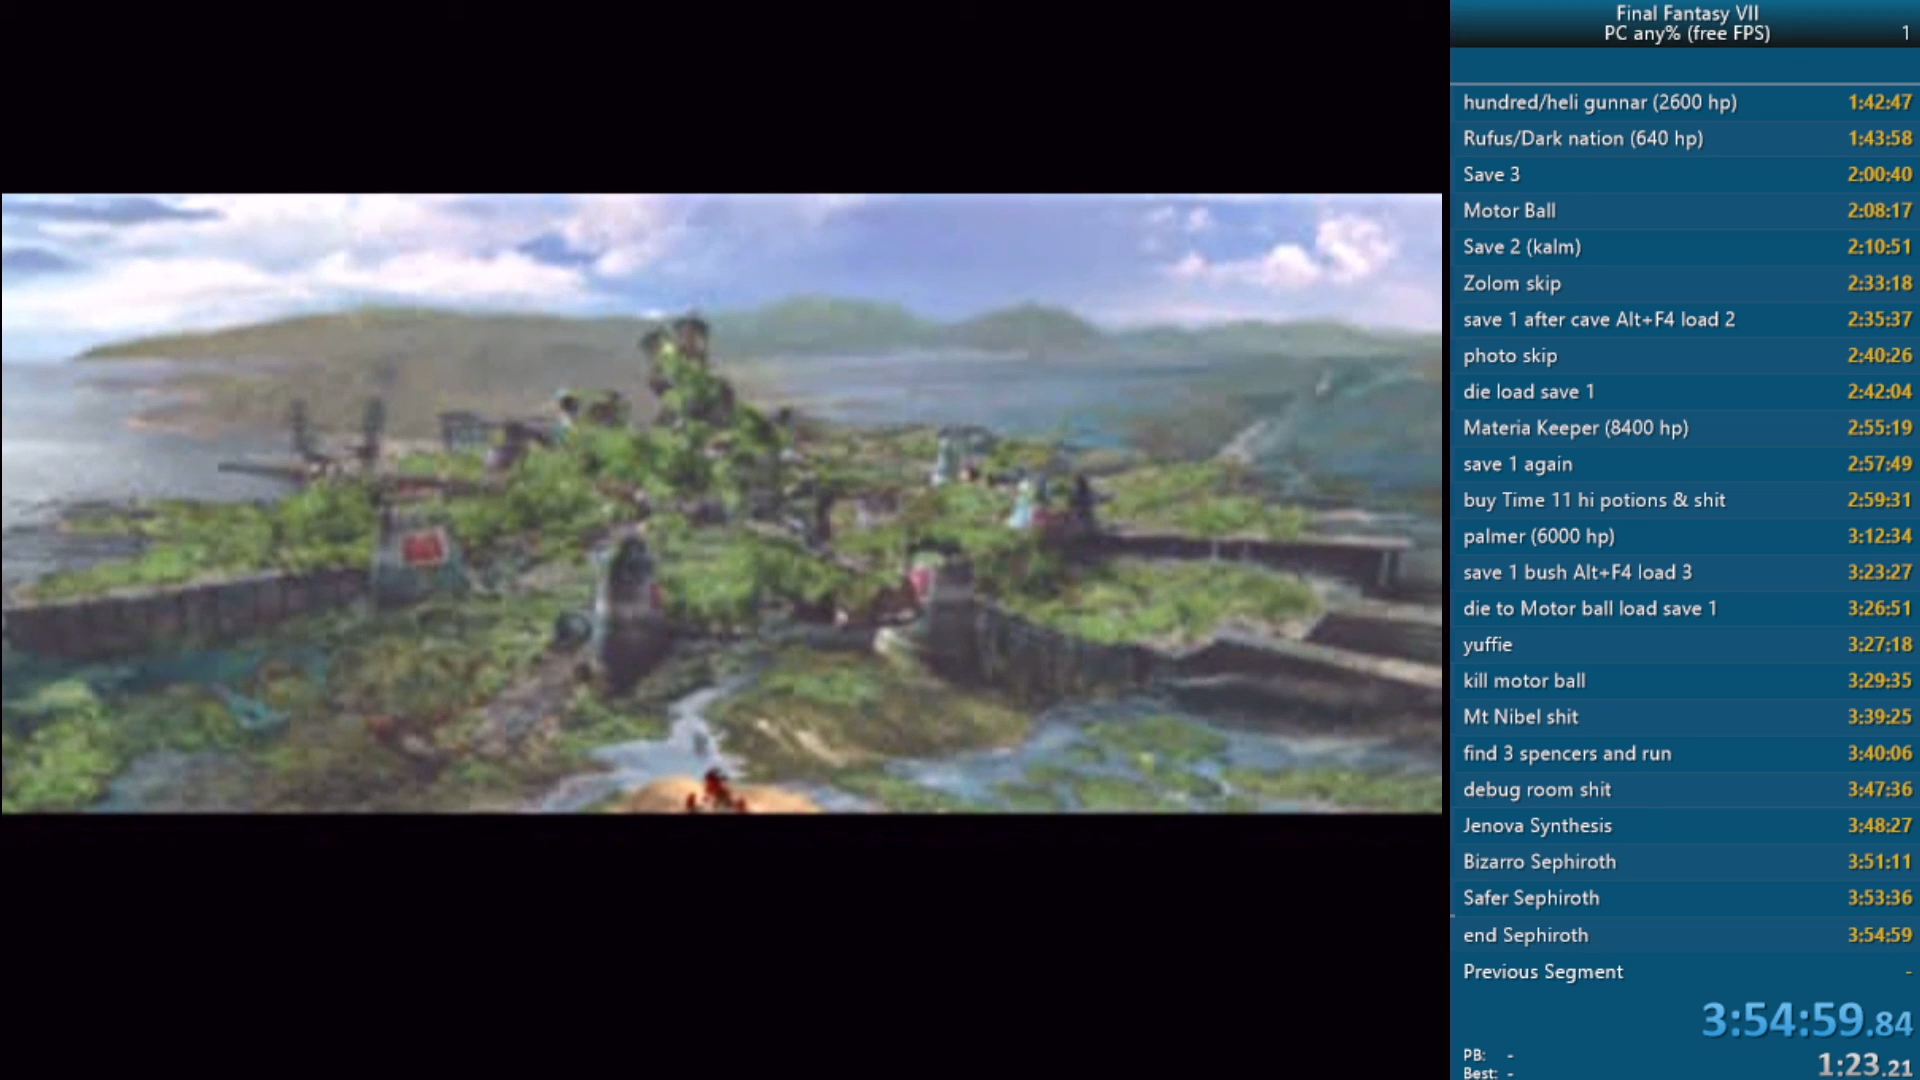 Final Fantasy VII
PC any% (free FPS) 1
hundred/heli gunnar (2600 hp) 1:42:47
Rufus/Dark nation (640 hp) 1:43:58
Save 3 2:00:40
Motor Ball 2:08:17
Save 2 (kalm) 2:10:51
Zolom skip 2:33:18
save 1 after cave Alt+F4 load 2 2:35:37
photo skip 2:40:26
die load save 1 2:42:04
Materia Keeper (8400 hp) 2:55:19
save 1 again 2:57:49
buy Time 11 hi potions & shit 2:59:31
palmer (6000 hp) 3:12:34
save 1 bush Alt+F4 load 3 3:23:27
die to Motor ball load save 1 3:26:51
yuffie 3:27:18
kill motor ball 3:29:35
Mt Nibel shit 3:39:25
find 3 spencers and run 3:40:06
debug room shit 3:47:36
Jenova Synthesis 3:48:27
Bizarro Sephiroth 3:51:11
Safer Sephiroth 3:53:36
end Sephiroth 3:54:59
Previous Segment -
3:54:59.84
PB: -
Best: - 1:23.21